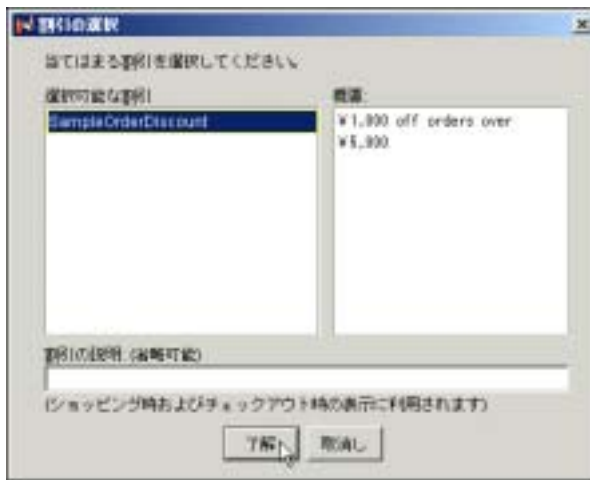 割引の選択
当てはまる割引を選択してください。
選択可能な割引
概要:
SampleOrderDiscount
¥1,000 off orders over
¥5,000
割引の説明: (省略可能)
(ショッピング時およびチェックアウト時の表示に利用されます)
了解
取消し